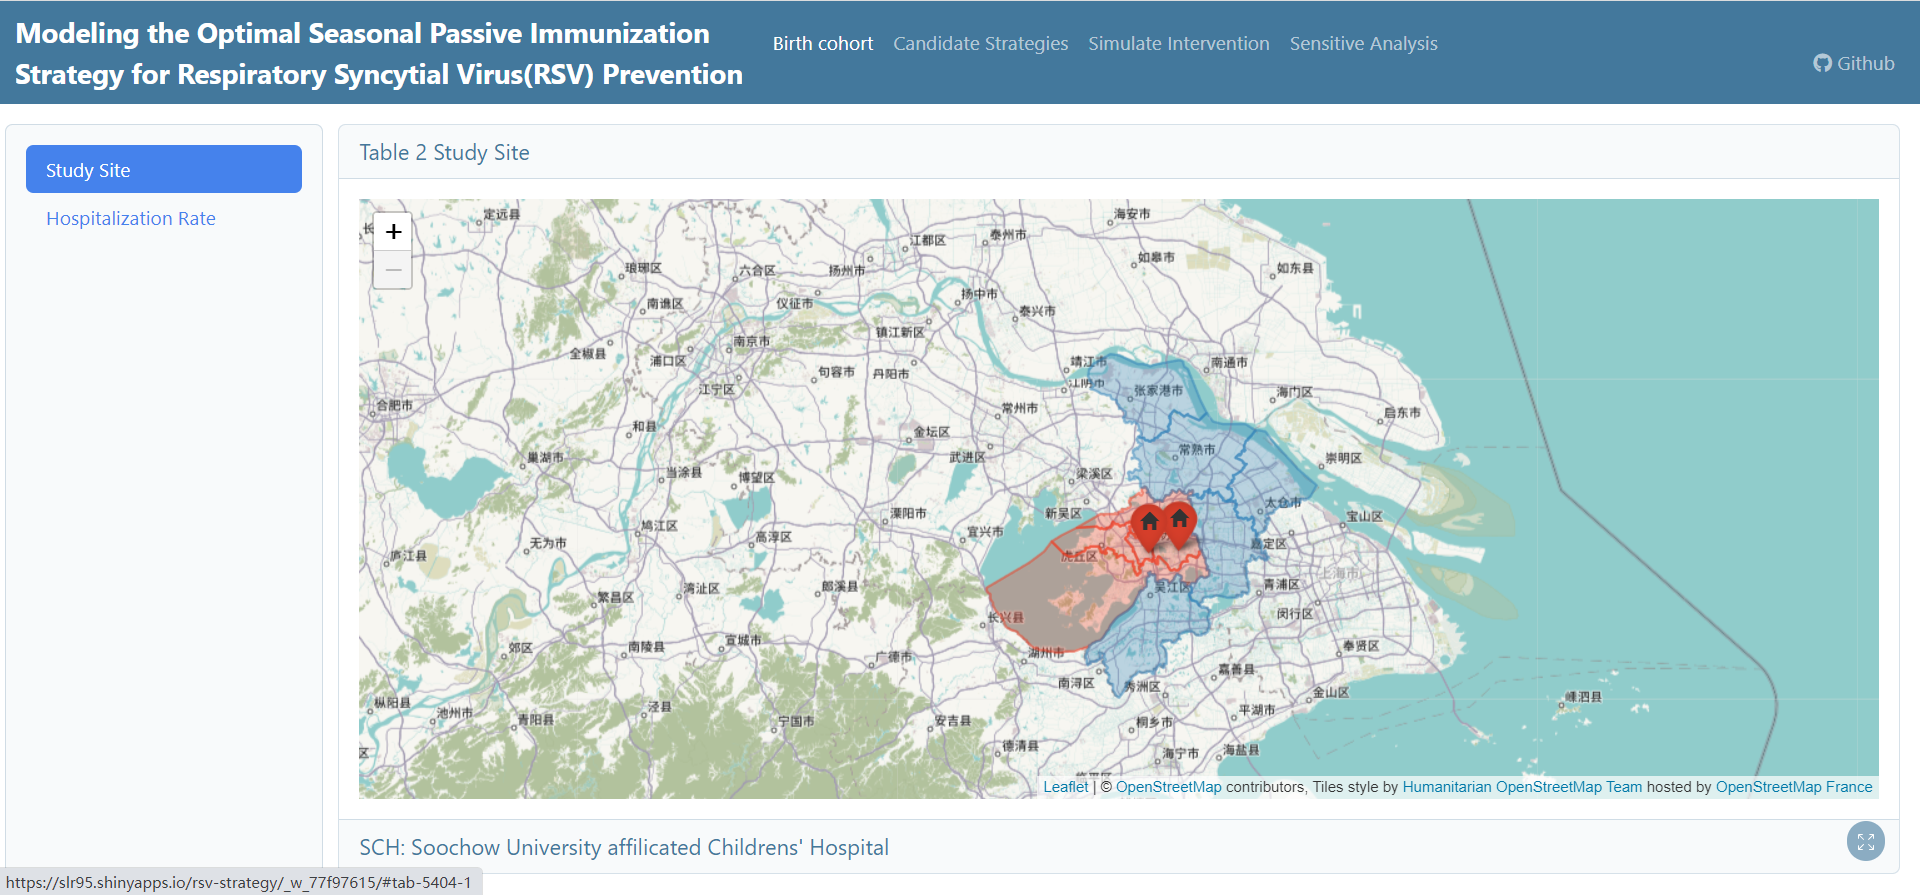 Modeling the Optimal Seasonal Passive Immunization
Strategy for Respiratory Syncytial Virus(RSV) Prevention
Birth cohort
Candidate Strategies
Simulate Intervention
Sensitive Analysis
Github
Study Site
Hospitalization Rate
Table 2 Study Site
+
−
定远县
海安市
江都区
泰州市
琅琊区
六合区
扬州市
如皋市
如东县
南谯区
仪征市
扬中市
泰兴市
镇江新区
南京市
全椒县
浦口区
句容市
丹阳市
靖江市
南通市
江阴市
江宁区
张家港市
海门区
合肥市
常州市
启东市
和县
金坛区
常熟市
巢湖市
武进区
崇明区
当涂县
博望区
梁溪区
太仓市
溧阳市
新吴区
宝山区
鸠江区
宜兴市
无为市
高淳区
嘉定区
庐江县
虎丘区
上海市
湾沚区
郎溪县
吴江区
青浦区
繁昌区
长兴县
闵行区
郊区
南陵县
宣城市
湖州市
奉贤区
广德市
嘉善县
南浔区
秀洲区
金山区
嵊泗县
枞阳县
池州市
泾县
平湖市
青阳县
宁国市
安吉县
桐乡市
德清县
海宁市
海盐县
临平区
Leaflet | © OpenStreetMap contributors, Tiles style by Humanitarian OpenStreetMap Team hosted by OpenStreetMap France
SCH: Soochow University affilicated Childrens' Hospital
https://slr95.shinyapps.io/rsv-strategy/_w_77f97615/#tab-5404-1